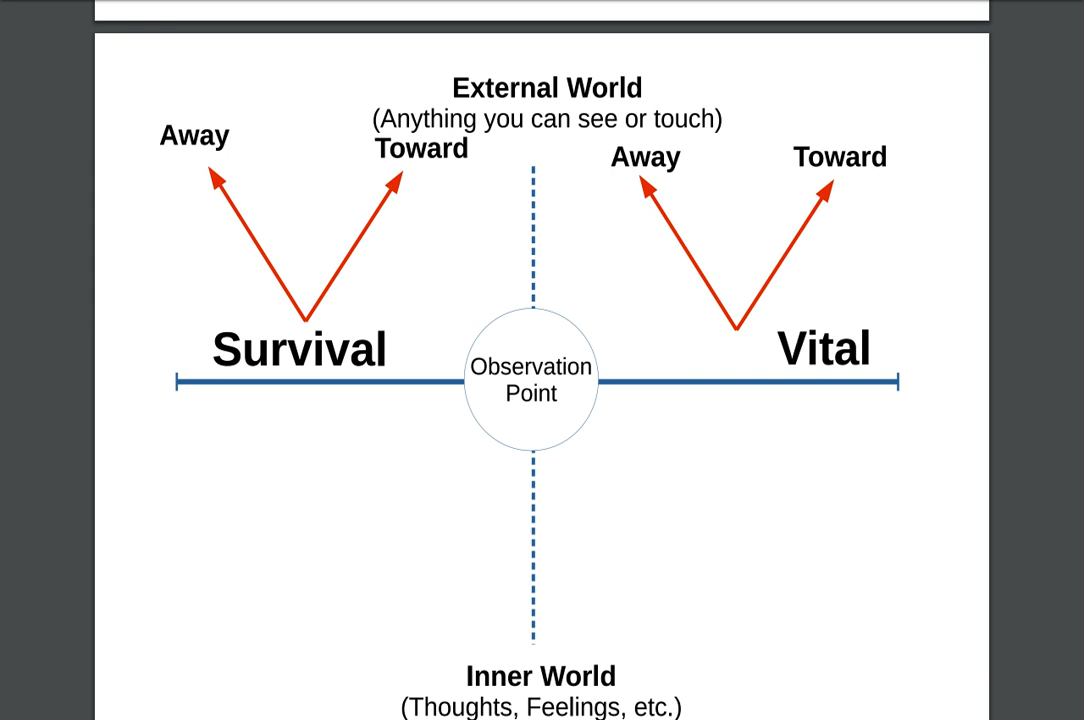 External World
(Anything you can see or touch)
Away
Toward
Away
Toward
Survival
Vital
Observation
Point
Inner World
(Thoughts, Feelings, etc.)